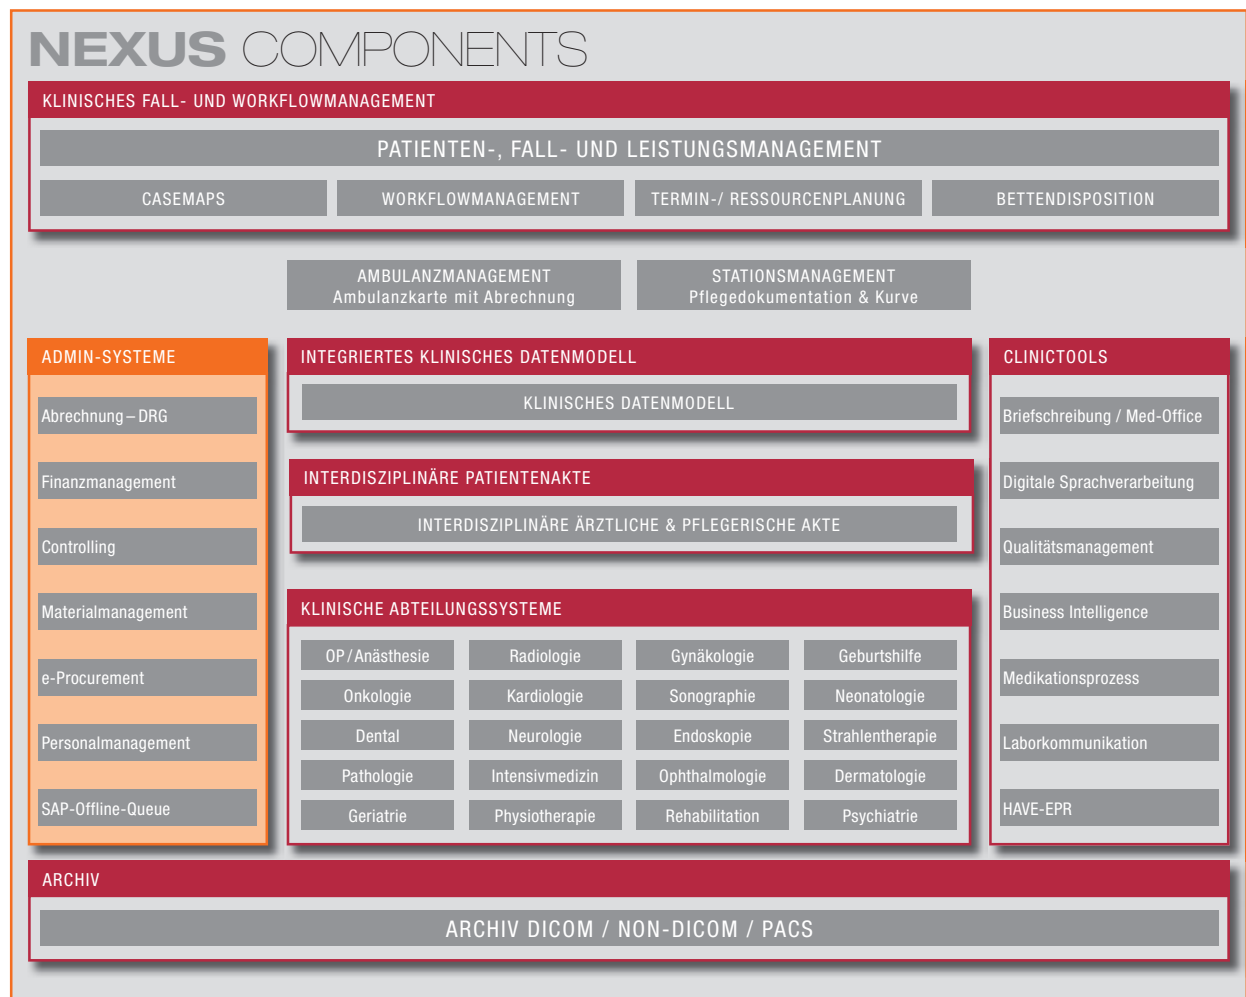 NEXUS COMPONENTS
KLINISCHES FALL- UND WORKFLOWMANAGEMENT
PATIENTEN-, FALL- UND LEISTUNGSMANAGEMENT
CASEMAPS
WORKFLOWMANAGEMENT
TERMIN-/ RESSOURCENPLANUNG
BETTENDISPOSITION
AMBULANZMANAGEMENT
Ambulanzkarte mit Abrechnung
STATIONSMANAGEMENT
Pflegedokumentation & Kurve
ADMIN-SYSTEME
Abrechnung – DRG
Finanzmanagement
Controlling
Materialmanagement
e-Procurement
Personalmanagement
SAP-Offline-Queue
INTEGRIERTES KLINISCHES DATENMODELL
KLINISCHES DATENMODELL
INTERDISZIPLINÄRE PATIENTENAKTE
INTERDISZIPLINÄRE ÄRZTLICHE & PFLEGERISCHE AKTE
KLINISCHE ABTEILUNGSSYSTEME
OP / Anästhesie
Radiologie
Gynäkologie
Geburtshilfe
Onkologie
Kardiologie
Sonographie
Neonatologie
Dental
Neurologie
Endoskopie
Strahlentherapie
Pathologie
Intensivmedizin
Ophthalmologie
Dermatologie
Geriatrie
Physiotherapie
Rehabilitation
Psychiatrie
CLINICTOOLS
Briefschreibung / Med-Office
Digitale Sprachverarbeitung
Qualitätsmanagement
Business Intelligence
Medikationsprozess
Laborkommunikation
HAVE-EPR
ARCHIV
ARCHIV DICOM / NON-DICOM / PACS